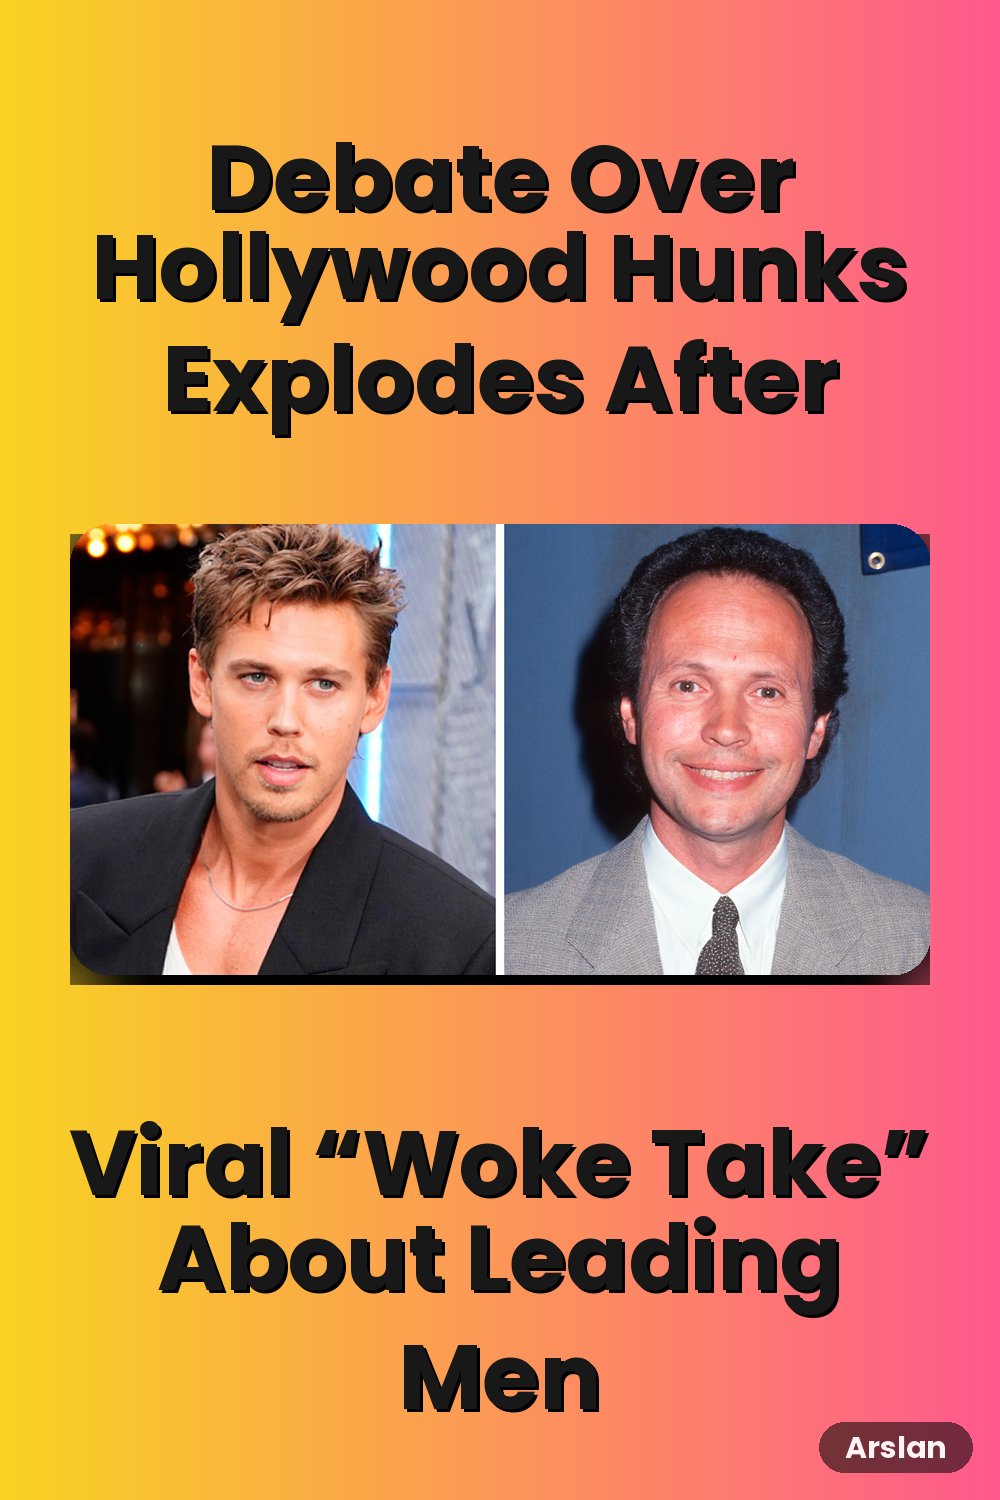 Debate Over
Hollywood Hunks
Explodes After
Viral “Woke Take”
About Leading
Men
Arslan